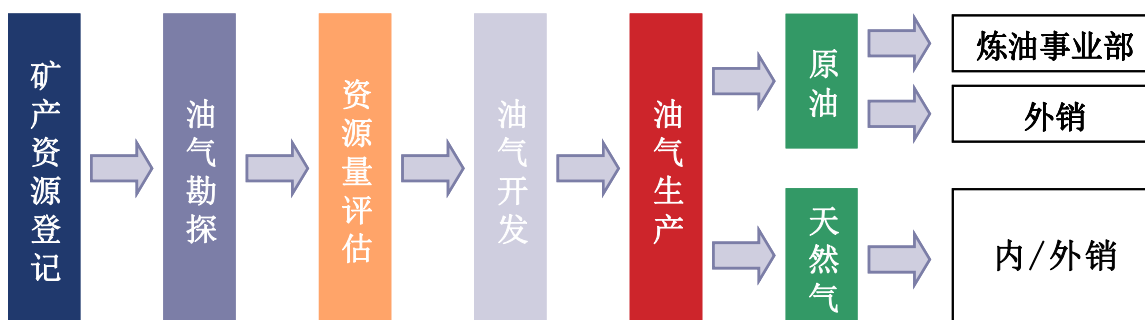 矿产资源登记
油气勘探
资源量评估
油气开发
油气生产
原油
炼油事业部
外销
天然气
内/外销